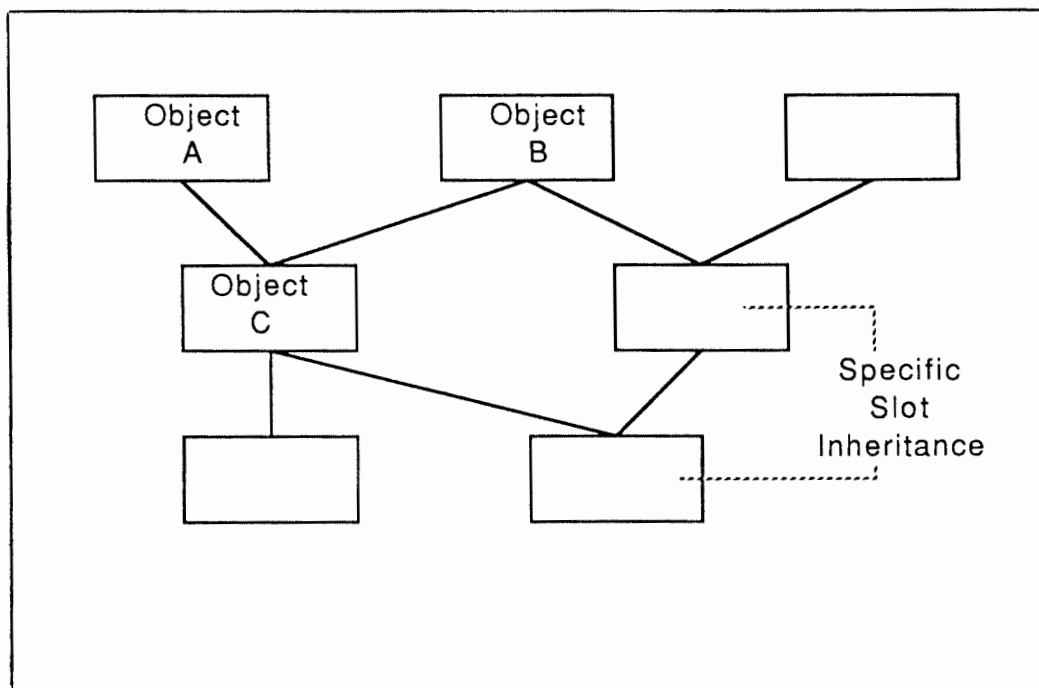 Object
A
Object
B
Object
C
Specific
Slot
Inheritance